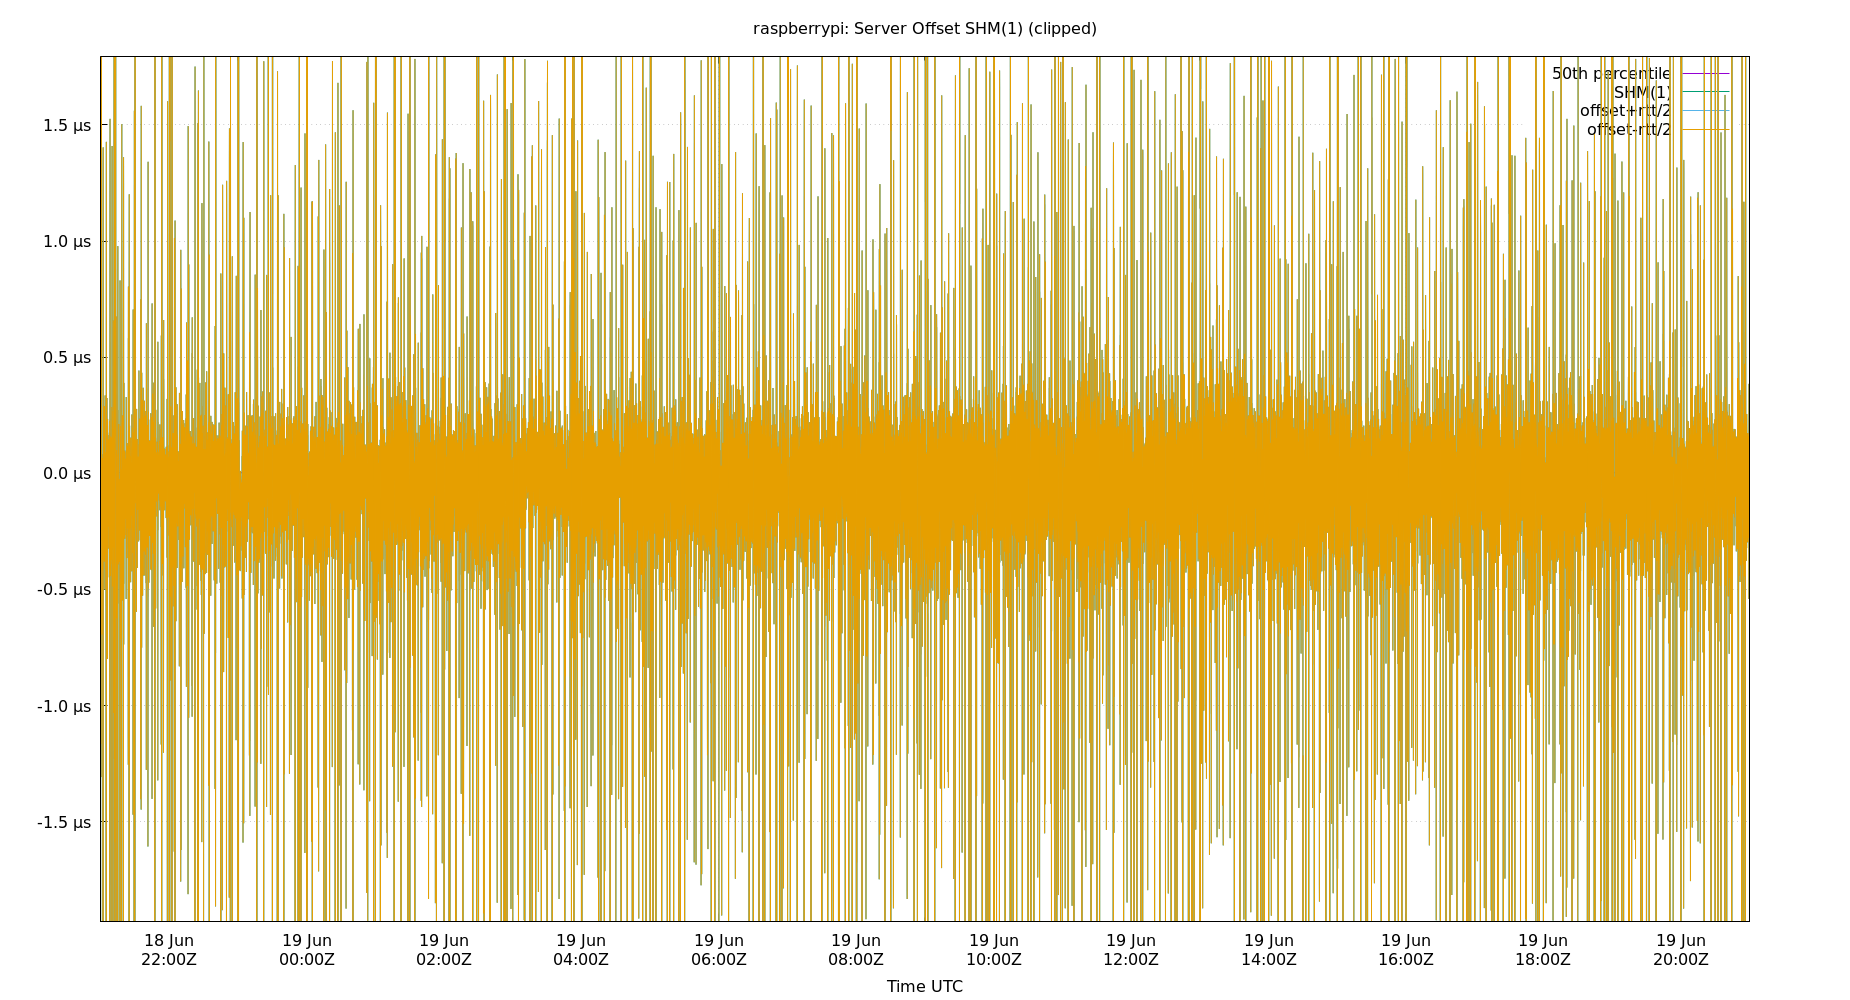 raspberrypi: Server Offset SHM(1) (clipped)
50th percentile
SHM(1)
offset+rtt/2
offset-rtt/2
1.5 µs
1.0 µs
0.5 µs
0.0 µs
-0.5 µs
-1.0 µs
-1.5 µs
18 Jun 19 Jun 19 Jun 19 Jun 19 Jun 19 Jun 19 Jun 19 Jun 19 Jun 19 Jun 19 Jun 19 Jun
22:00Z 00:00Z 02:00Z 04:00Z 06:00Z 08:00Z 10:00Z 12:00Z 14:00Z 16:00Z 18:00Z 20:00Z
Time UTC